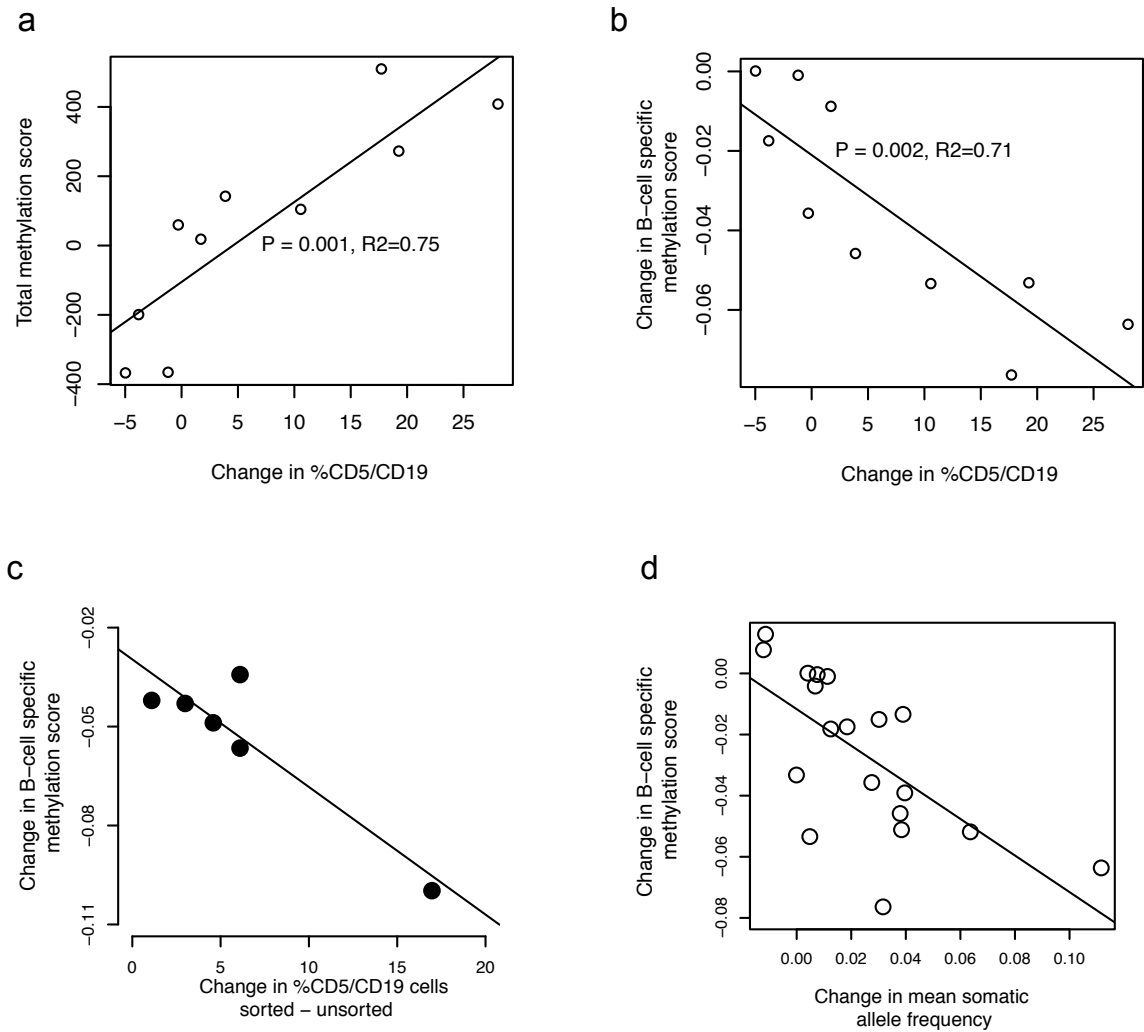 a
Total methylation score
400
200
0
−200
−400
P = 0.001, R2=0.75
−5 0 5 10 15 20 25
Change in %CD5/CD19
b
Change in B−cell specific
methylation score
0.00
−0.02
−0.04
−0.06
P = 0.002, R2=0.71
−5 0 5 10 15 20 25
Change in %CD5/CD19
c
Change in B−cell specific
methylation score
−0.02
−0.05
−0.08
−0.11
0 5 10 15 20
Change in %CD5/CD19 cells
sorted − unsorted
d
Change in B−cell specific
methylation score
0.00
−0.02
−0.04
−0.06
−0.08
0.00 0.02 0.04 0.06 0.08 0.10
Change in mean somatic
allele frequency